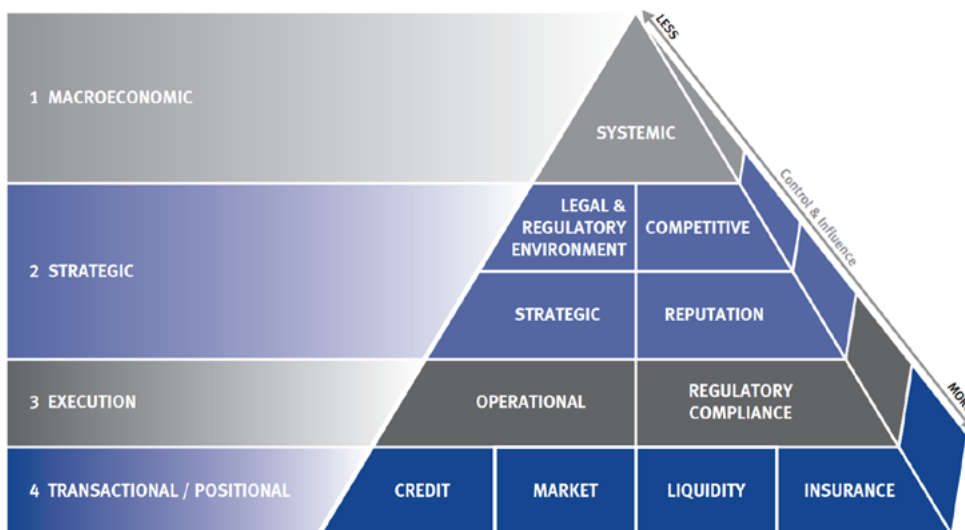 LESS
1 MACROECONOMIC
SYSTEMIC
Control & Influence
LEGAL &
REGULATORY
ENVIRONMENT
COMPETITIVE
2 STRATEGIC
STRATEGIC
REPUTATION
3 EXECUTION
OPERATIONAL
REGULATORY
COMPLIANCE
MORE
4 TRANSACTIONAL / POSITIONAL
CREDIT
MARKET
LIQUIDITY
INSURANCE